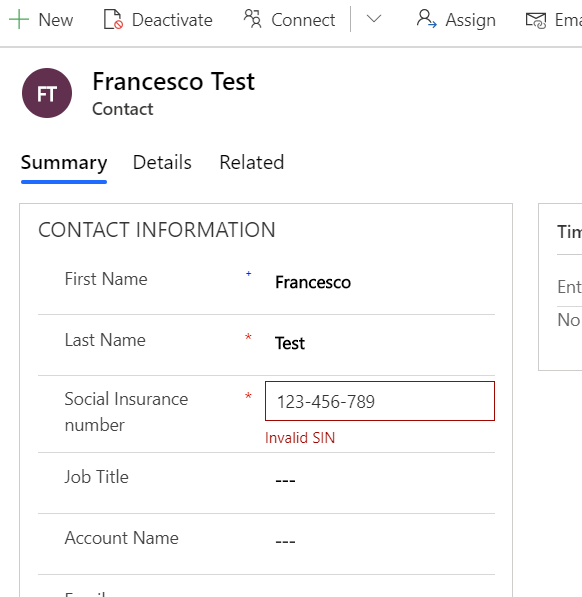 New Deactivate Connect Assign Ema
FT
Francesco Test
Contact
Summary Details Related
CONTACT INFORMATION
First Name + Francesco
Last Name * Test
Social Insurance
number
* 123-456-789
Invalid SIN
Job Title ---
Account Name ---
Tim
Ent
No